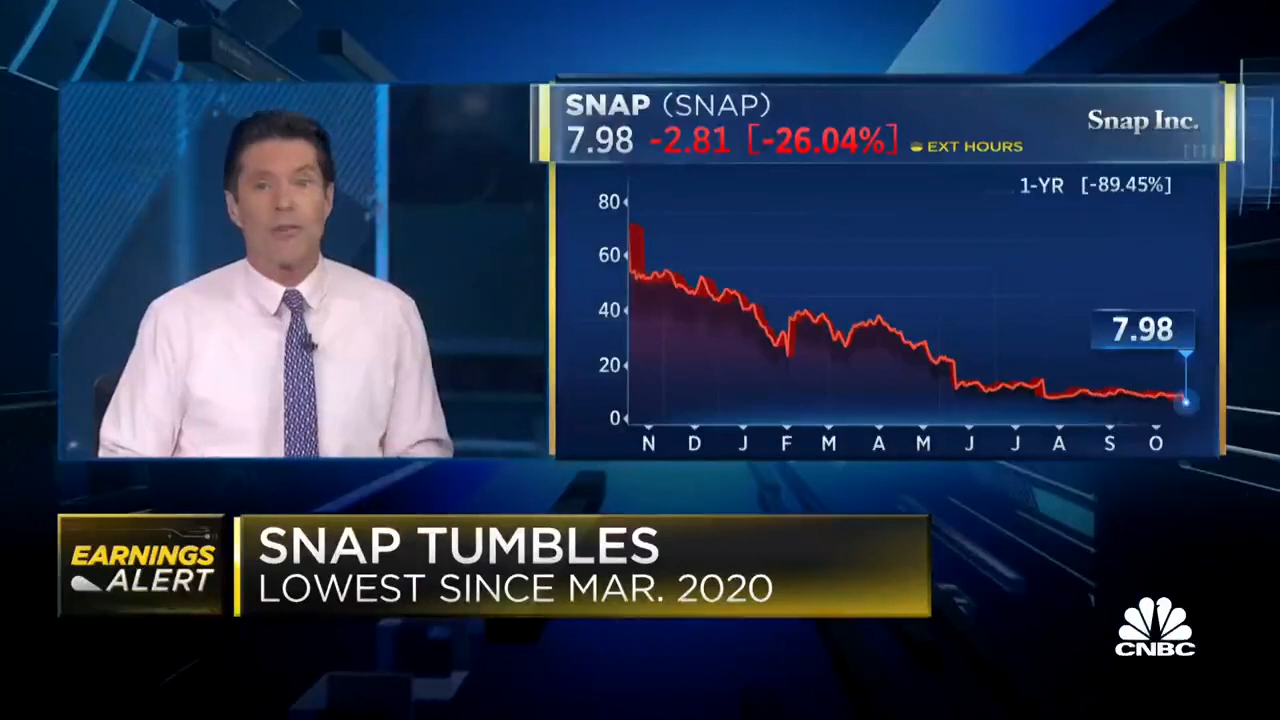 SNAP (SNAP)
7.98 -2.81 [-26.04%] EXT HOURS
Snap Inc.
1-YR [-89.45%]
80
60
40
20
0
7.98
N D J F M A M J J A S O
EARNINGS
ALERT
SNAP TUMBLES
LOWEST SINCE MAR. 2020
CNBC